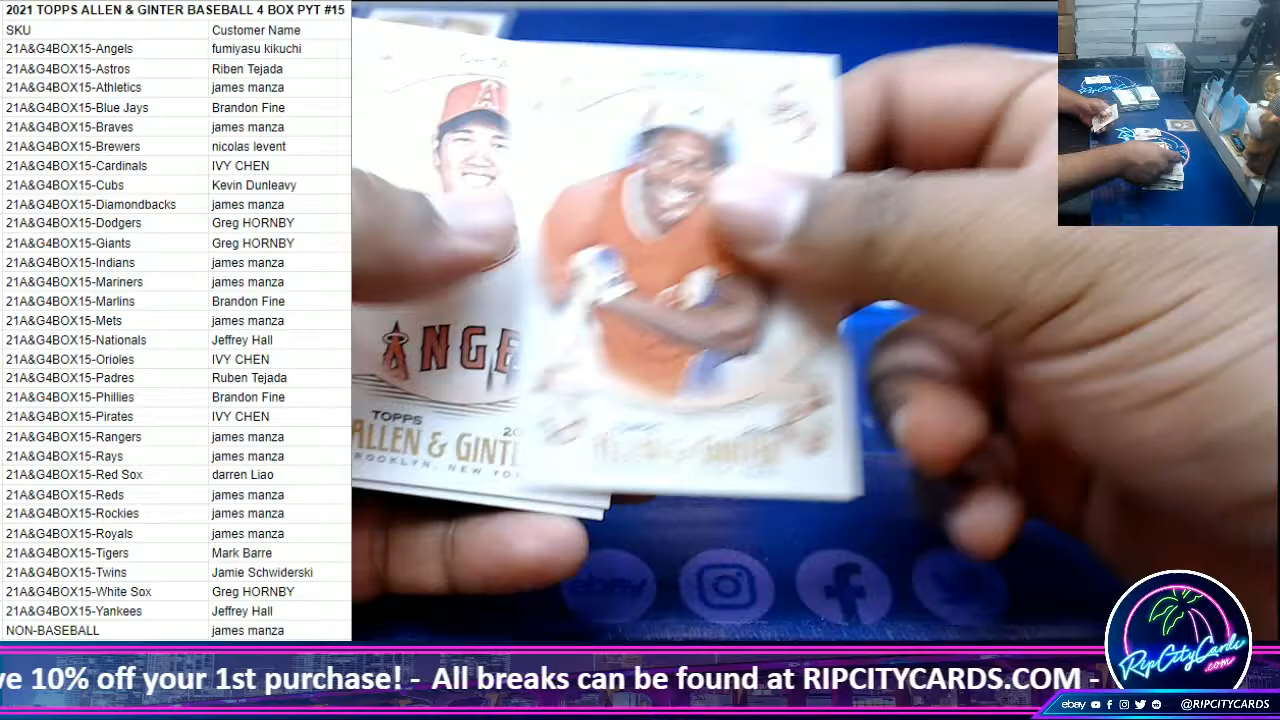 2021 TOPPS ALLEN & GINTER BASEBALL 4 BOX PYT #15
SKU Customer Name
21A&G4BOX15-Angels fumiyasu kikuchi
21A&G4BOX15-Astros Riben Tejada
21A&G4BOX15-Athletics james manza
21A&G4BOX15-Blue Jays Brandon Fine
21A&G4BOX15-Braves james manza
21A&G4BOX15-Brewers nicolas levent
21A&G4BOX15-Cardinals IVY CHEN
21A&G4BOX15-Cubs Kevin Dunleavy
21A&G4BOX15-Diamondbacks james manza
21A&G4BOX15-Dodgers Greg HORNBY
21A&G4BOX15-Giants Greg HORNBY
21A&G4BOX15-Indians james manza
21A&G4BOX15-Mariners james manza
21A&G4BOX15-Marlins Brandon Fine
21A&G4BOX15-Mets james manza
21A&G4BOX15-Nationals Jeffrey Hall
21A&G4BOX15-Orioles IVY CHEN
21A&G4BOX15-Padres Ruben Tejada
21A&G4BOX15-Phillies Brandon Fine
21A&G4BOX15-Pirates IVY CHEN
21A&G4BOX15-Rangers james manza
21A&G4BOX15-Rays james manza
21A&G4BOX15-Red Sox darren Liao
21A&G4BOX15-Reds james manza
21A&G4BOX15-Rockies james manza
21A&G4BOX15-Royals james manza
21A&G4BOX15-Tigers Mark Barre
21A&G4BOX15-Twins Jamie Schwiderski
21A&G4BOX15-White Sox Greg HORNBY
21A&G4BOX15-Yankees Jeffrey Hall
NON-BASEBALL james manza
A
ANGE
TOPPS 20
ALLEN & GINT
ROOKLYN, NEW YO
ebay
ve 10% off your 1st purchase! - All breaks can be found at RIPCITYCARDS.COM -
RipCityCards
.com
ebay @RIPCITYCARDS